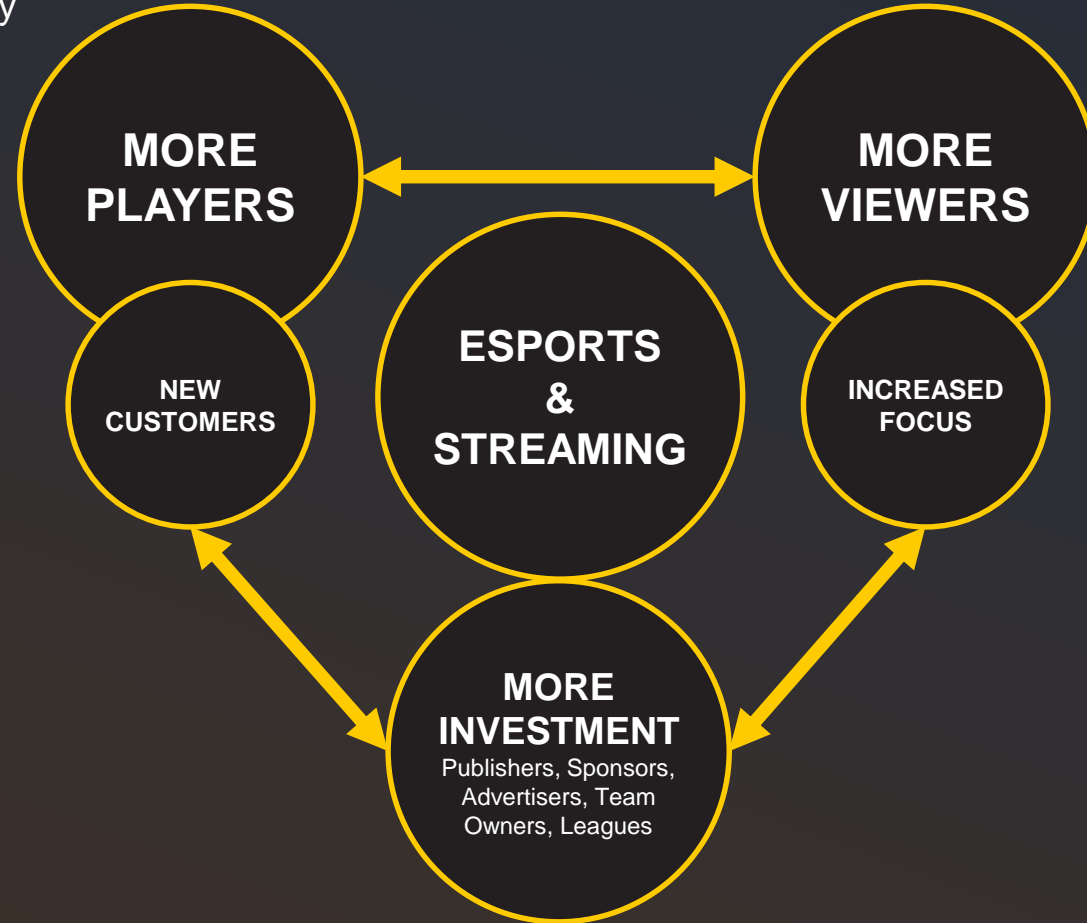 MORE
PLAYERS
MORE
VIEWERS
ESPORTS
&
STREAMING
NEW
CUSTOMERS
INCREASED
FOCUS
MORE
INVESTMENT
Publishers, Sponsors,
Advertisers, Team
Owners, Leagues